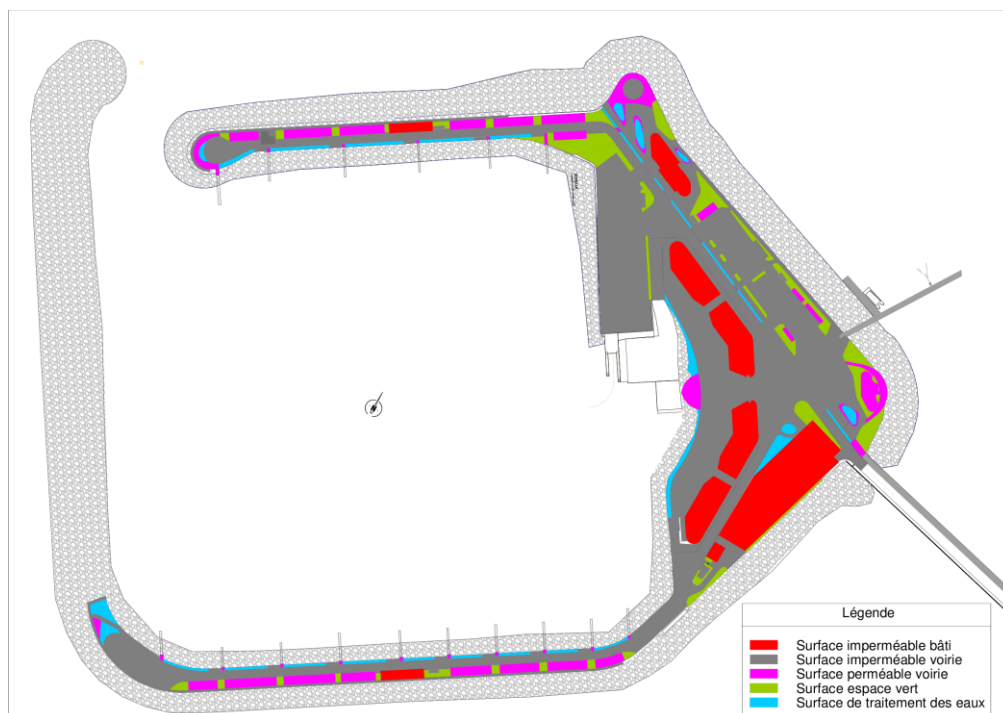 Légende
Surface imperméable bâti
Surface imperméable voirie
Surface perméable voirie
Surface espace vert
Surface de traitement des eaux